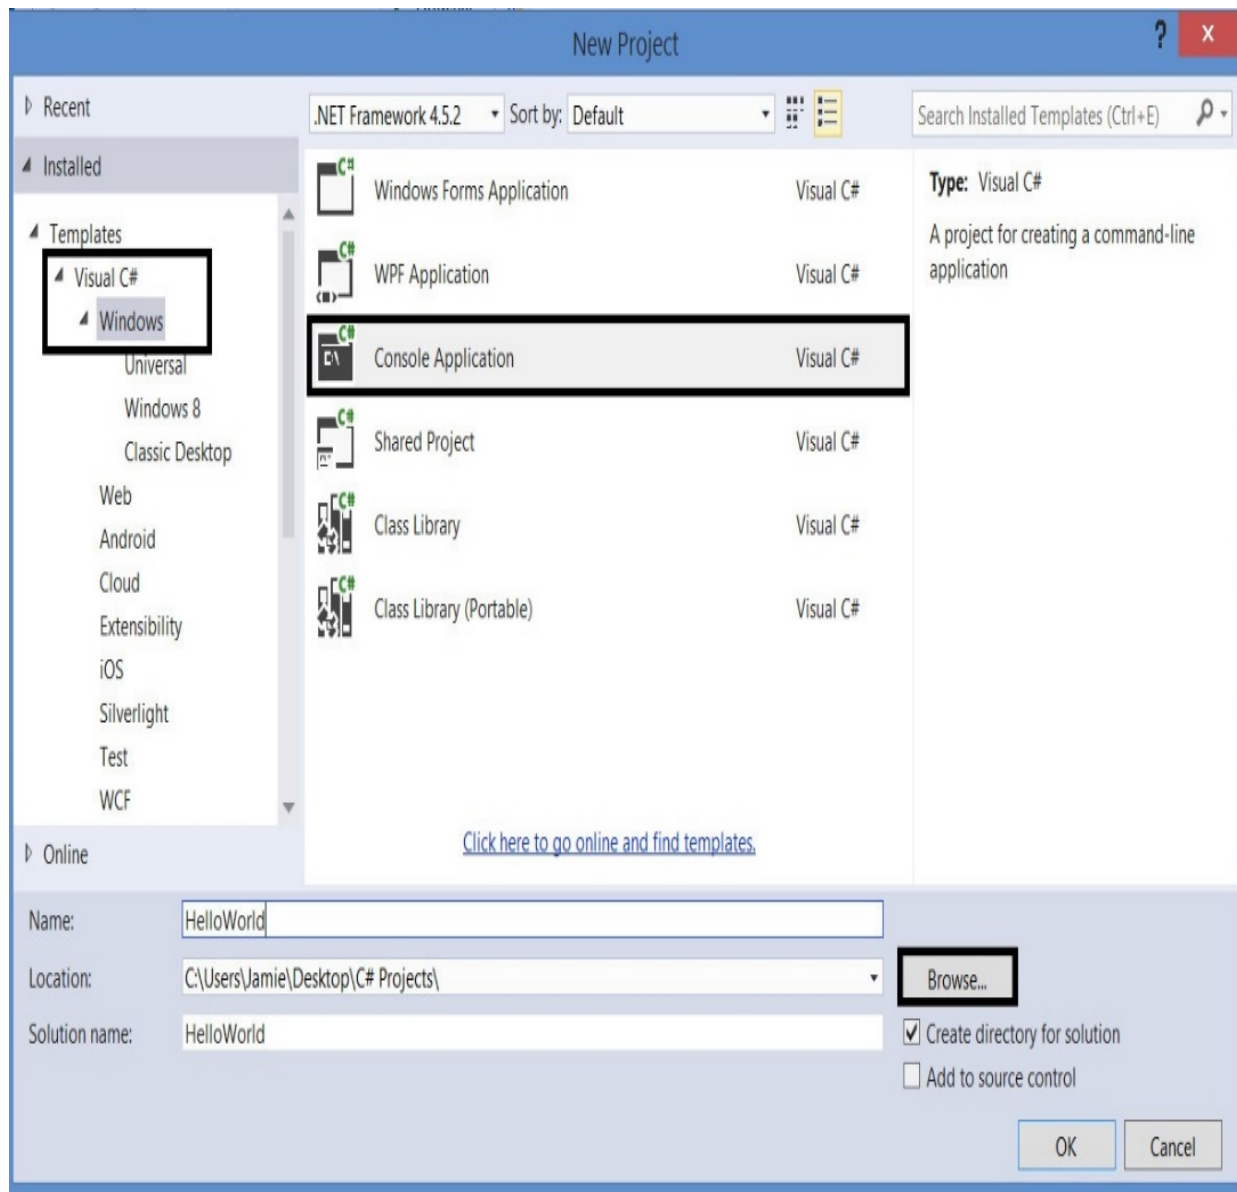 New Project
?
x
Recent
Installed
Templates
Visual C#
Windows
Universal
Windows 8
Classic Desktop
Web
Android
Cloud
Extensibility
iOS
Silverlight
Test
WCF
Online
.NET Framework 4.5.2
Sort by: Default
C# Windows Forms Application Visual C#
C# WPF Application Visual C#
C# Console Application Visual C#
C# Shared Project Visual C#
C# Class Library Visual C#
C# Class Library (Portable) Visual C#
Click here to go online and find templates.
Search Installed Templates (Ctrl+E)
Type: Visual C#
A project for creating a command-line
application
Name: HelloWorld
Location: C:\Users\Jamie\Desktop\C# Projects\
Browse...
Solution name: HelloWorld
Create directory for solution
Add to source control
OK
Cancel